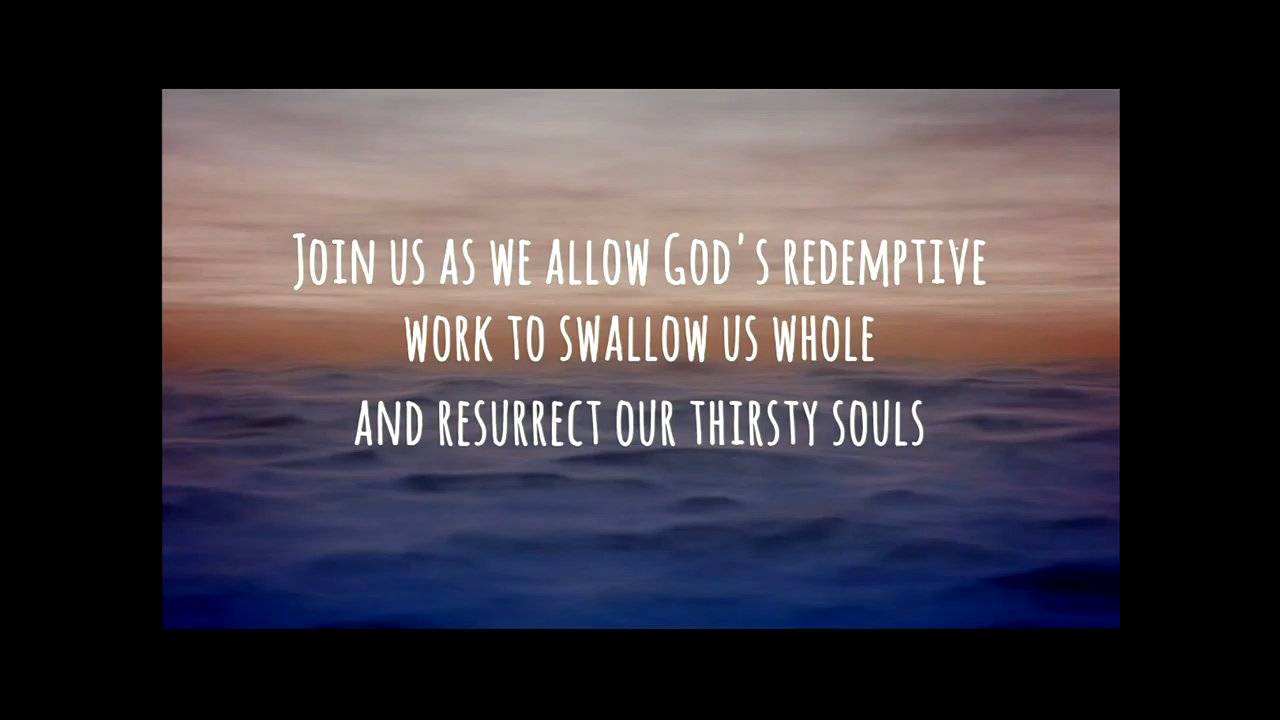 Join us as we allow God's redemptive
work to swallow us whole
and resurrect our thirsty souls